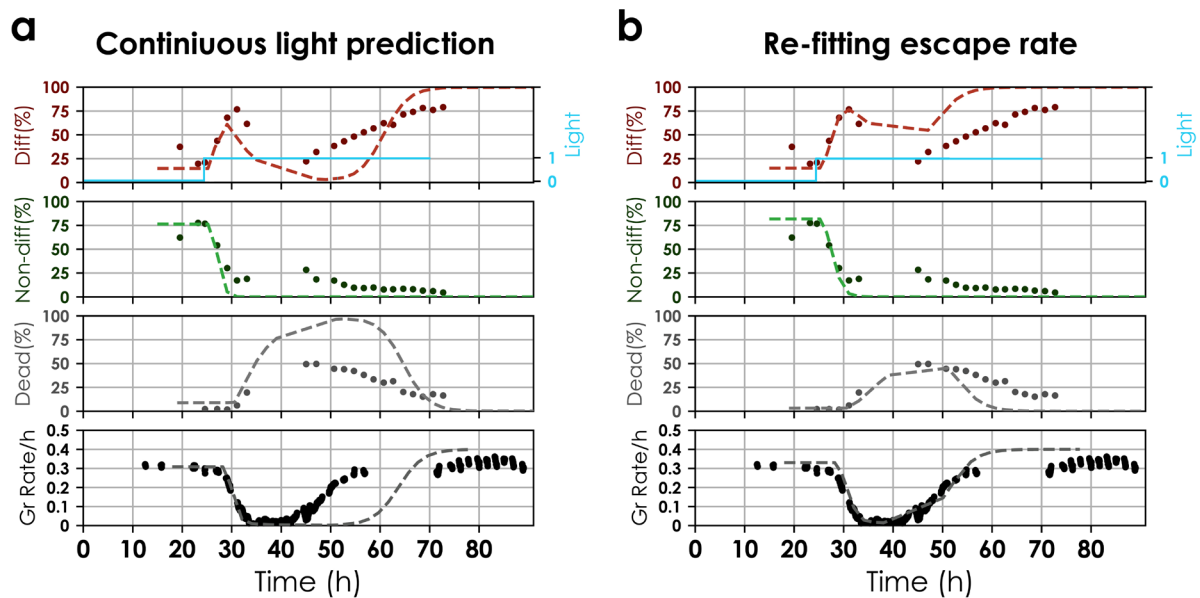 a
Continiuous light prediction
Diff(%)
100
75
50
25
0
1
0
Light
Non-diff(%)
100
75
50
25
0
Dead(%)
100
75
50
25
0
Gr Rate/h
0.5
0.4
0.3
0.2
0.1
0
0 10 20 30 40 50 60 70 80
Time (h)
b
Re-fitting escape rate
Diff(%)
100
75
50
25
0
1
0
Light
Non-diff(%)
100
75
50
25
0
Dead(%)
100
75
50
25
0
Gr Rate/h
0.5
0.4
0.3
0.2
0.1
0
0 10 20 30 40 50 60 70 80
Time (h)